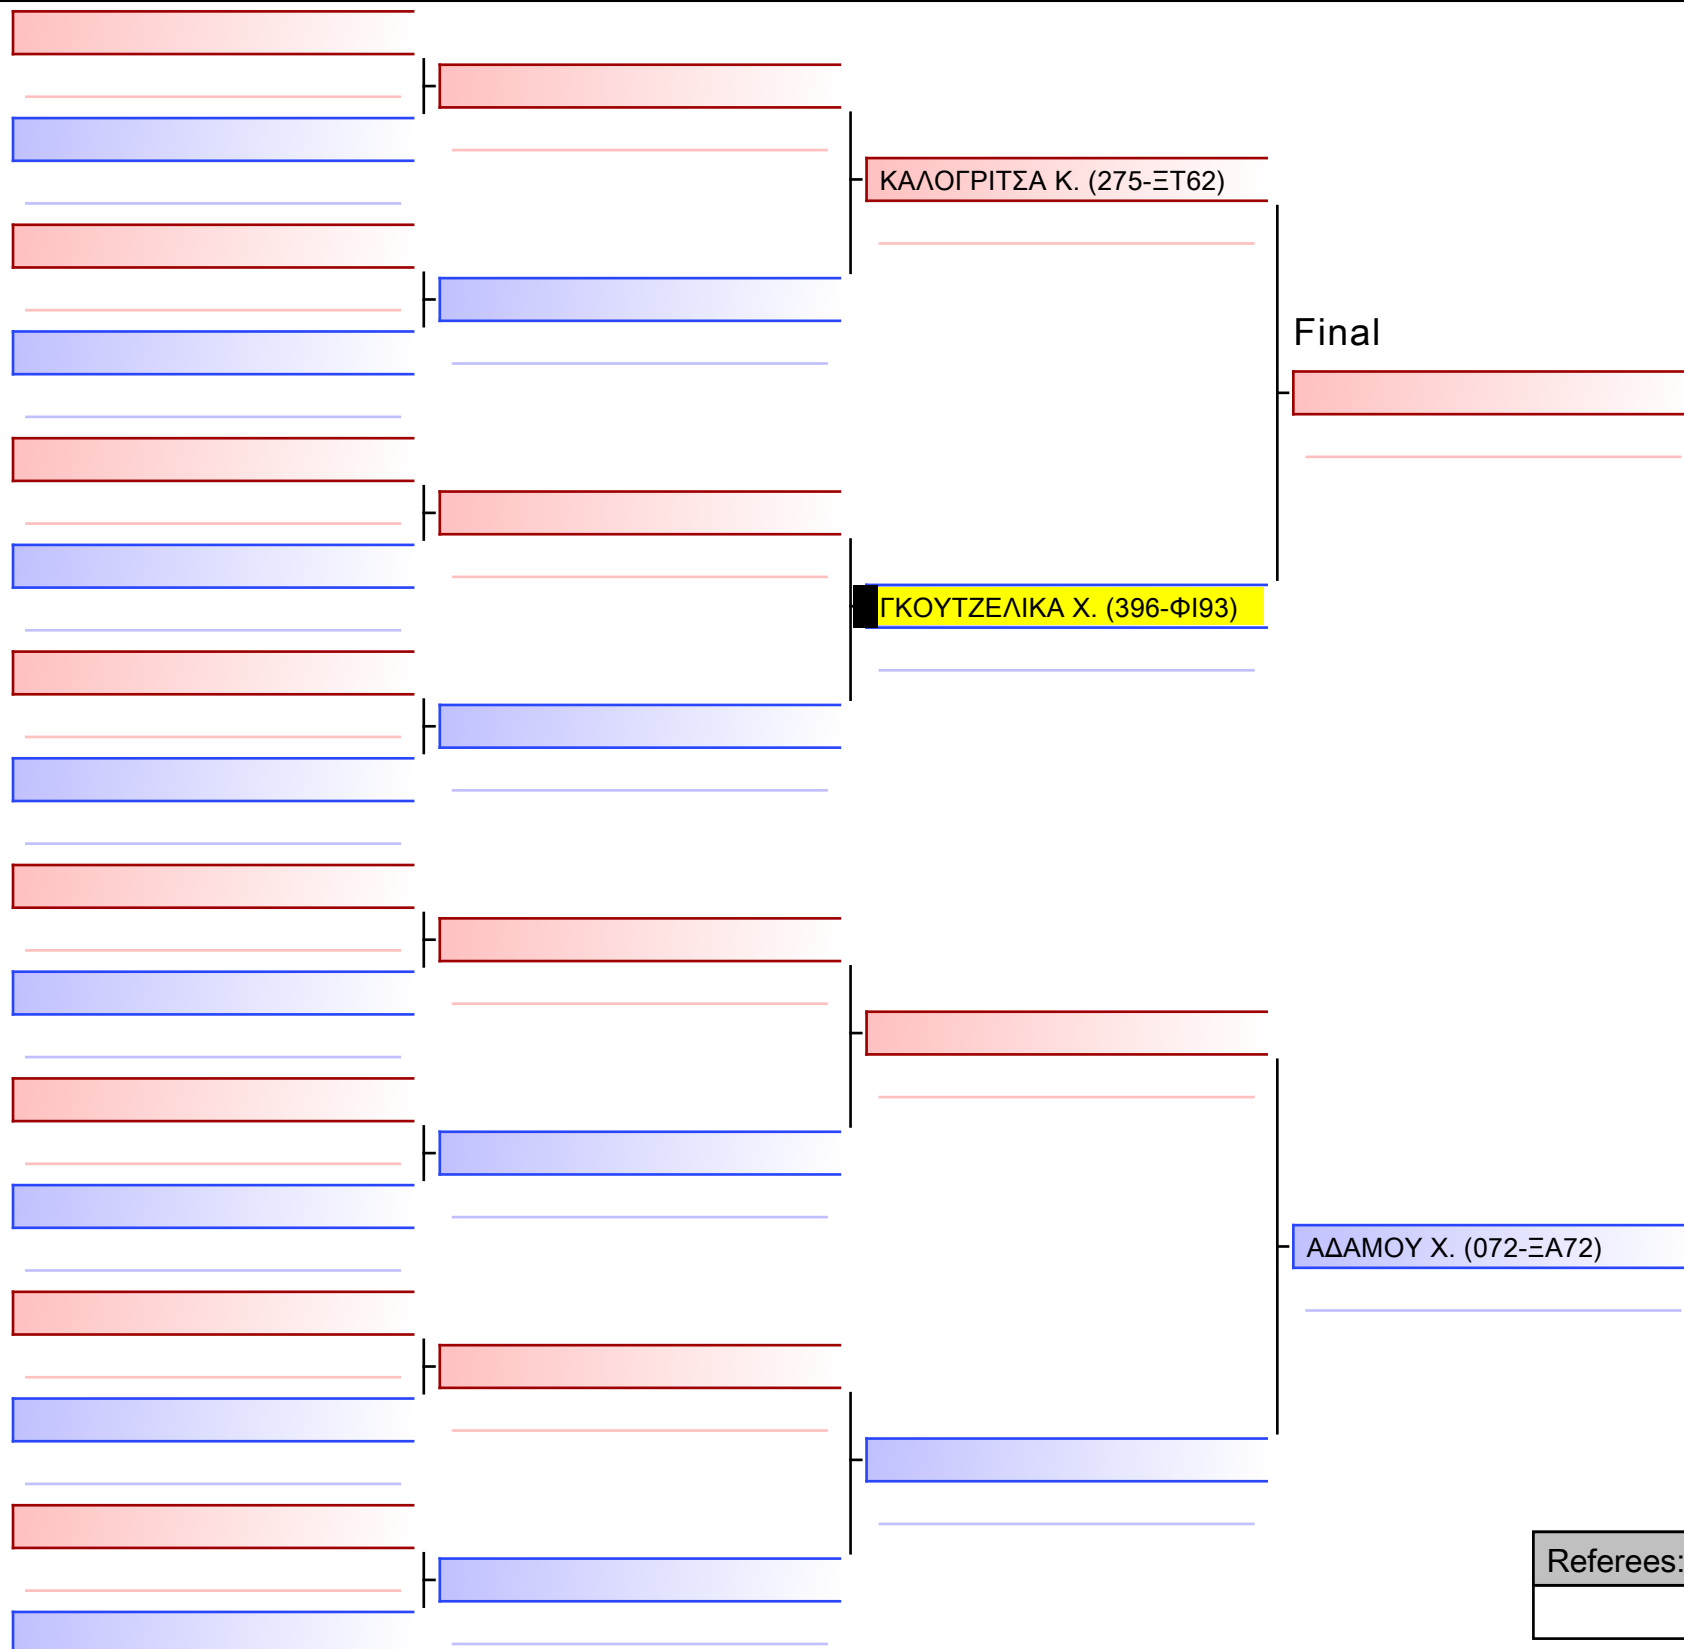 ΚΑΛΟΓΡΙΤΣΑ Κ. (275-ΞΤ62)
Final
ΓΚΟΥΤΖΕΛΙΚΑ Χ. (396-ΦΙ93)
ΑΔΑΜΟΥ Χ. (072-ΞΑ72)
Referees: